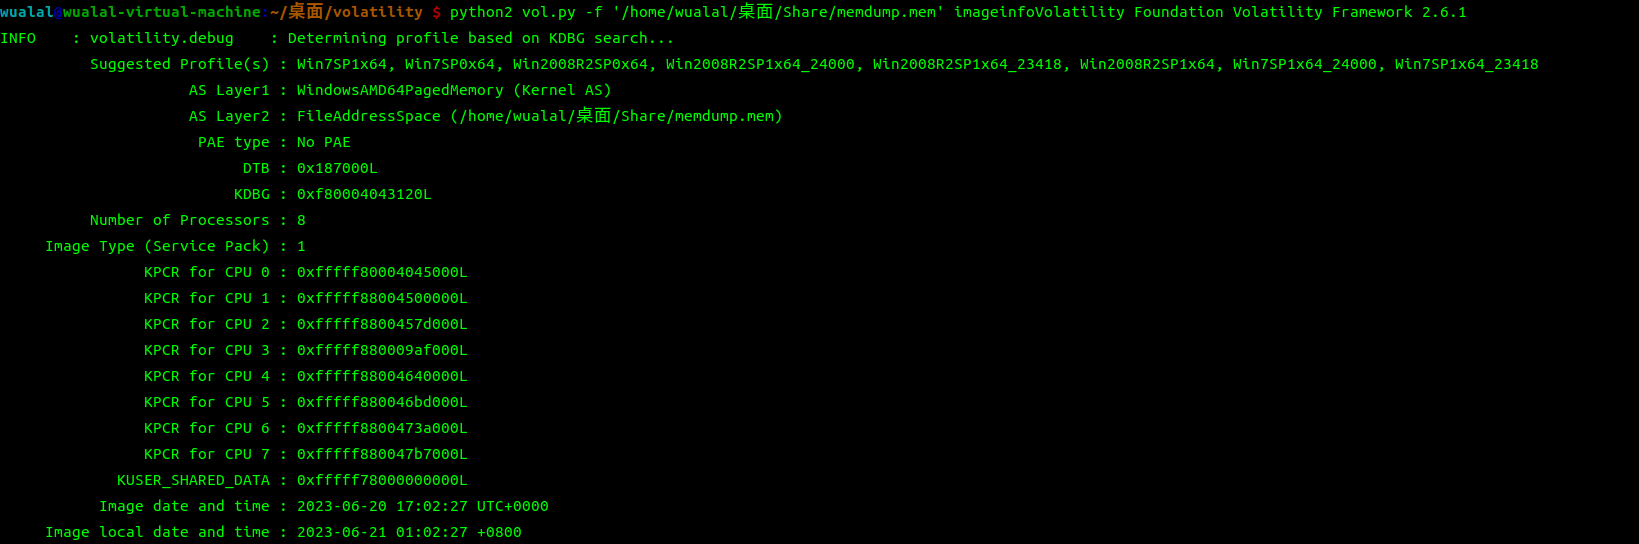 wualal@wualal-virtual-machine:~/桌面/volatility $ python2 vol.py -f '/home/wualal/桌面/Share/memdump.mem' imageinfoVolatility Foundation Volatility Framework 2.6.1
INFO    : volatility.debug    : Determining profile based on KDBG search...
          Suggested Profile(s) : Win7SP1x64, Win7SP0x64, Win2008R2SP0x64, Win2008R2SP1x64_24000, Win2008R2SP1x64_23418, Win2008R2SP1x64, Win7SP1x64_24000, Win7SP1x64_23418
                     AS Layer1 : WindowsAMD64PagedMemory (Kernel AS)
                     AS Layer2 : FileAddressSpace (/home/wualal/桌面/Share/memdump.mem)
                      PAE type : No PAE
                           DTB : 0x187000L
                          KDBG : 0xf80004043120L
          Number of Processors : 8
     Image Type (Service Pack) : 1
                KPCR for CPU 0 : 0xfffff80004045000L
                KPCR for CPU 1 : 0xfffff88004500000L
                KPCR for CPU 2 : 0xfffff8800457d000L
                KPCR for CPU 3 : 0xfffff880009af000L
                KPCR for CPU 4 : 0xfffff88004640000L
                KPCR for CPU 5 : 0xfffff880046bd000L
                KPCR for CPU 6 : 0xfffff8800473a000L
                KPCR for CPU 7 : 0xfffff880047b7000L
             KUSER_SHARED_DATA : 0xfffff78000000000L
           Image date and time : 2023-06-20 17:02:27 UTC+0000
     Image local date and time : 2023-06-21 01:02:27 +0800